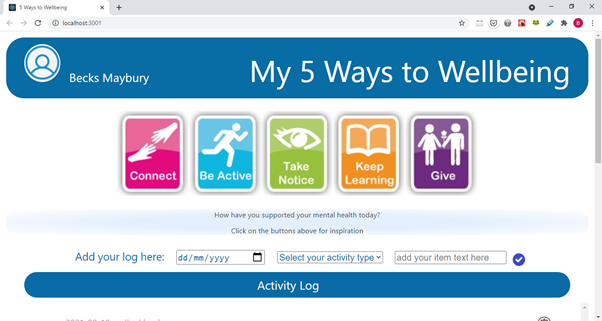 5 Ways to Wellbeing
localhost:3001
B
Becks Maybury
My 5 Ways to Wellbeing
Connect
Be Active
Take
Notice
Keep
Learning
Give
How have you supported your mental health today?
Click on the buttons above for inspiration
Add your log here: dd/mm/yyyy Select your activity type add your item text here
Activity Log